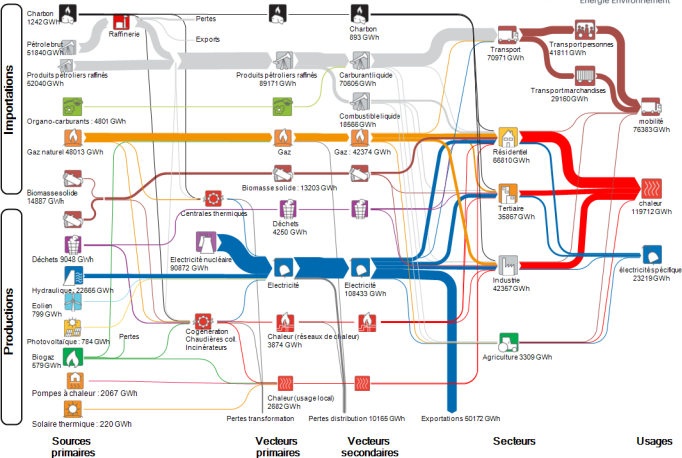 Energie Environnement
Importations
Productions
Charbon
1242 GWh
Raffinerie
Pertes
Exports
Charbon
893 GWh
Pétrole brut
51840 GWh
Produits pétroliers raffinés
52040 GWh
Produits pétroliers raffinés
89171 GWh
Carburant liquide
70605 GWh
Combustible liquide
18566 GWh
Transport
70971 GWh
Transport personnes
41811 GWh
Transport marchandises
29160 GWh
mobilité
76383 GWh
Organo-carburants : 4801 GWh
Gaz naturel 48013 GWh
Gaz
Gaz : 42374 GWh
Résidentiel
66810 GWh
Biomasse solide
14887 GWh
Biomasse solide : 13203 GWh
Centrales thermiques
Déchets
4250 GWh
Tertiaire
35867 GWh
chaleur
119712 GWh
Déchets 9048 GWh
Electricité nucléaire
90872 GWh
Hydraulique : 22666 GWh
Electricité
Electricité
108433 GWh
Industrie
42357 GWh
électricité spécifique
23219 GWh
Eolien
799 GWh
Photovoltaïque : 784 GWh
Pertes
Cogénération
Chaudières coll.
Incinérateurs
Chaleur (réseaux de chaleur)
3874 GWh
Agriculture 3309 GWh
Biogaz
579 GWh
Pompes à chaleur : 2067 GWh
Chaleur (usage local)
2682 GWh
Solaire thermique : 220 GWh
Pertes transformation
Pertes distribution 10165 GWh
Exportations 50172 GWh
Sources
primaires
Vecteurs
primaires
Vecteurs
secondaires
Secteurs
Usages